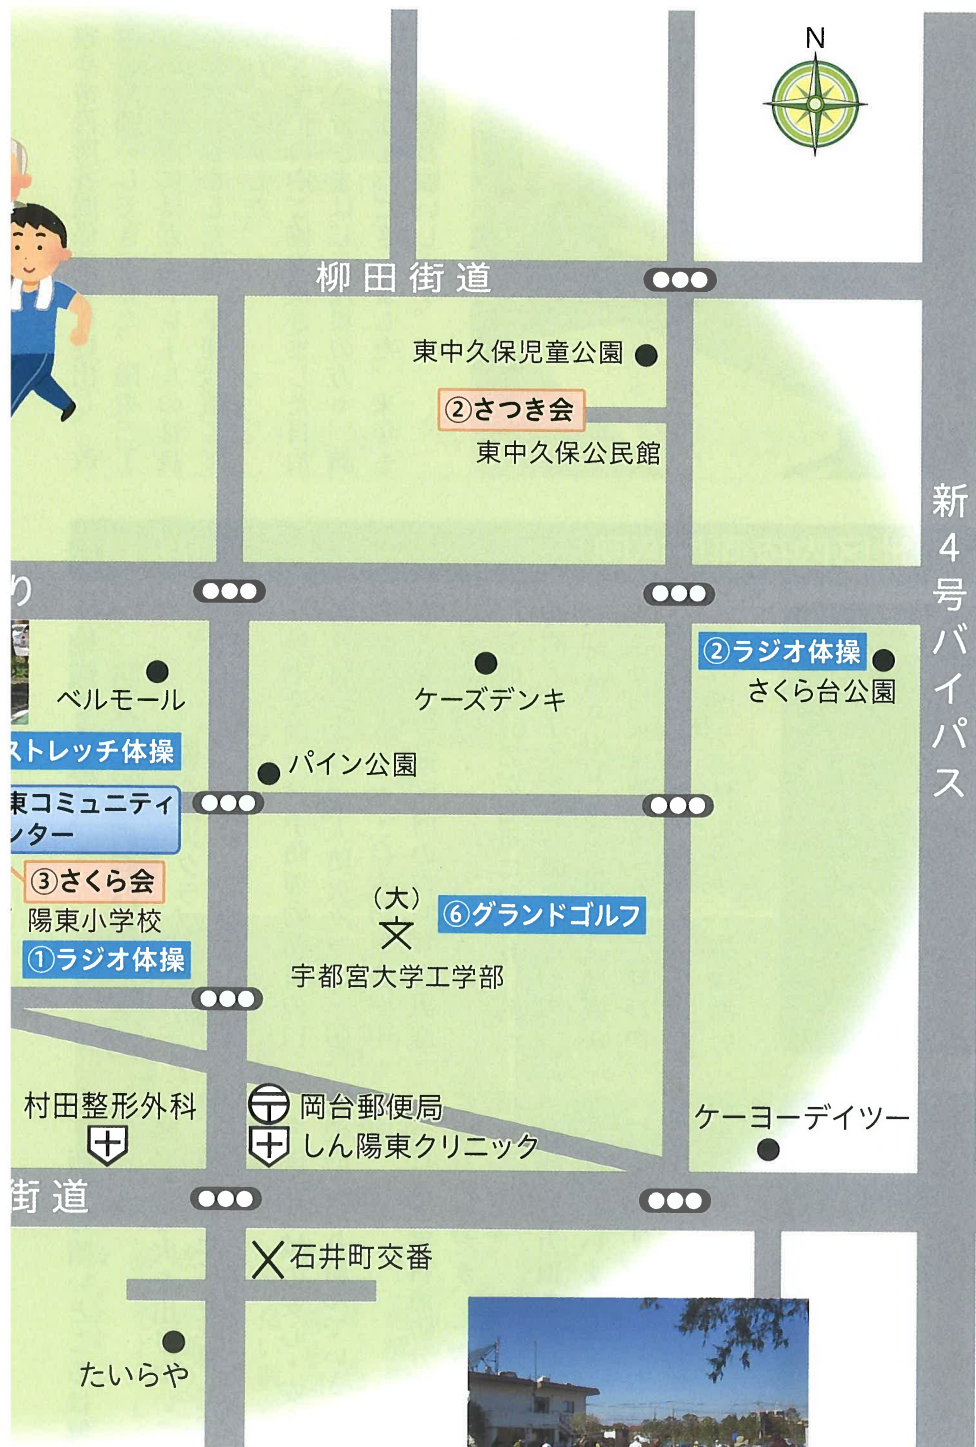 N
柳田街道
東中久保児童公園
②さつき会
東中久保公民館
新4号バイパス
り
②ラジオ体操
さくら台公園
ベルモール
ケーズデンキ
ストレッチ体操
パイン公園
東コミュニティ
ンター
③さくら会
陽東小学校
①ラジオ体操
(大)
文
⑥グランドゴルフ
宇都宮大学工学部
村田整形外科
岡台郵便局
しん陽東クリニック
ケーヨーデイツー
街道
石井町交番
たいらや